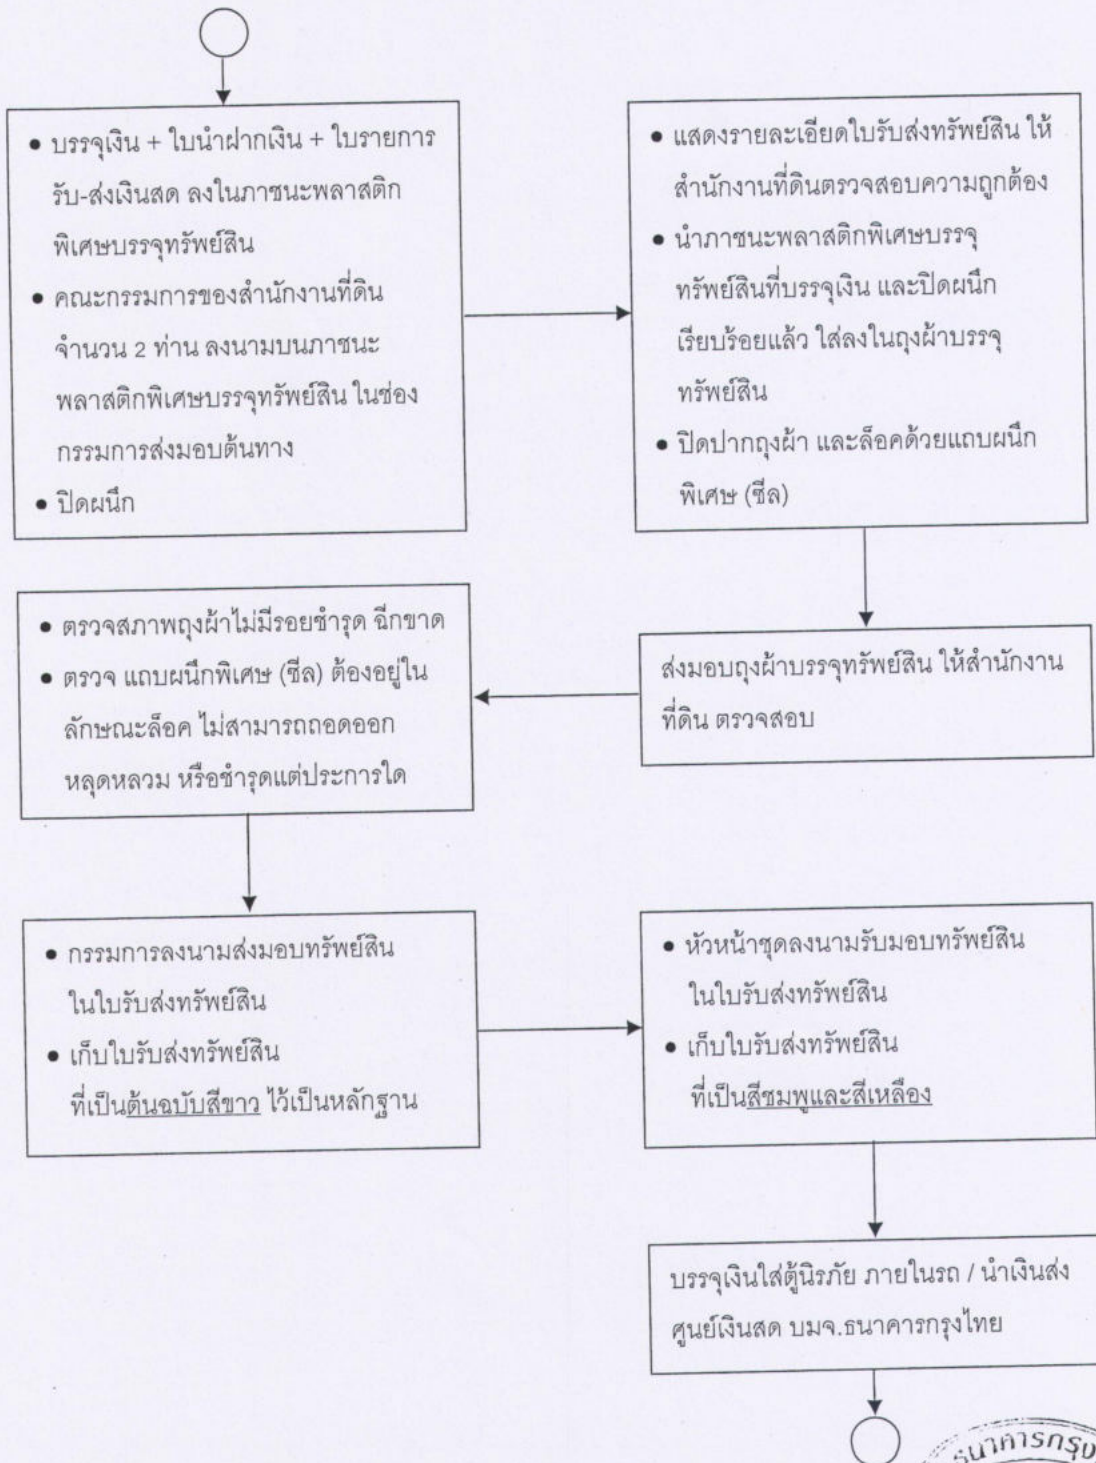 • บรรจุเงิน + ใบนำฝากเงิน + ใบรายการ
รับ-ส่งเงินสด ลงในภาชนะพลาสติก
พิเศษบรรจุทรัพย์สิน
• คณะกรรมการของสำนักงานที่ดิน
จำนวน 2 ท่าน ลงนามบนภาชนะ
พลาสติกพิเศษบรรจุทรัพย์สิน ในช่อง
กรรมการส่งมอบต้นทาง
• ปิดผนึก
• แสดงรายละเอียดใบรับส่งทรัพย์สิน ให้
สำนักงานที่ดินตรวจสอบความถูกต้อง
• นำภาชนะพลาสติกพิเศษบรรจุ
ทรัพย์สินที่บรรจุเงิน และปิดผนึก
เรียบร้อยแล้ว ใส่ลงในถุงผ้าบรรจุ
ทรัพย์สิน
• ปิดปากถุงผ้า และล็อคด้วยแถบผนึก
พิเศษ (ซีล)
ส่งมอบถุงผ้าบรรจุทรัพย์สิน ให้สำนักงาน
ที่ดิน ตรวจสอบ
• ตรวจสภาพถุงผ้าไม่มีรอยชำรุด ฉีกขาด
• ตรวจ แถบผนึกพิเศษ (ซีล) ต้องอยู่ใน
ลักษณะล็อค ไม่สามารถถอดออก
หลุดหลวม หรือชำรุดแต่ประการใด
• กรรมการลงนามส่งมอบทรัพย์สิน
ในใบรับส่งทรัพย์สิน
• เก็บใบรับส่งทรัพย์สิน
ที่เป็นต้นฉบับสีขาว ไว้เป็นหลักฐาน
• หัวหน้าชุดลงนามรับมอบทรัพย์สิน
ในใบรับส่งทรัพย์สิน
• เก็บใบรับส่งทรัพย์สิน
ที่เป็นสีชมพูและสีเหลือง
บรรจุเงินใส่ตู้นิรภัย ภายในรถ / นำเงินส่ง
ศูนย์เงินสด บมจ.ธนาคารกรุงไทย
ธนาคารกรุง